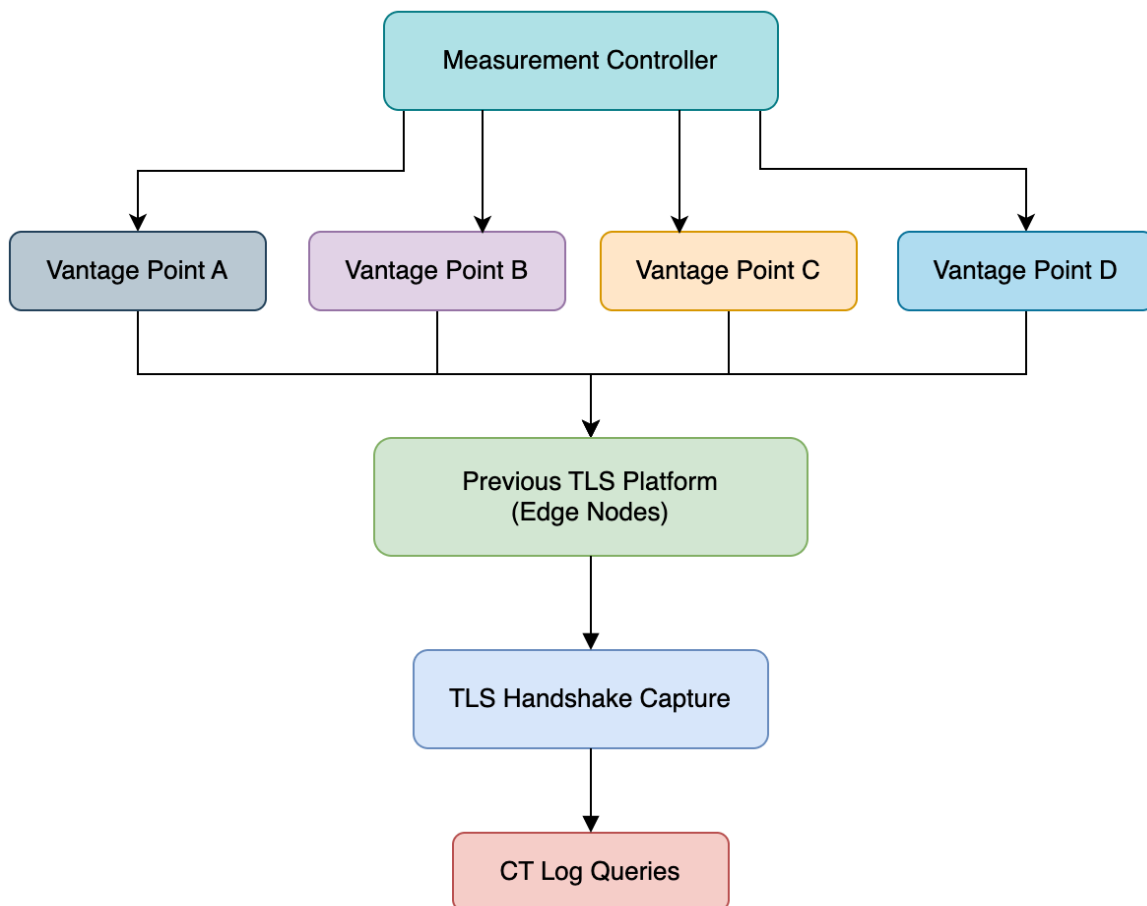 Measurement Controller
Vantage Point A
Vantage Point B
Vantage Point C
Vantage Point D
Previous TLS Platform
(Edge Nodes)
TLS Handshake Capture
CT Log Queries